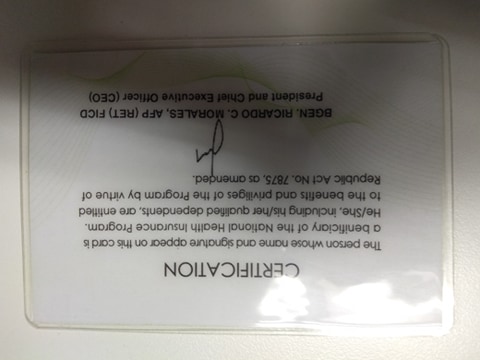 CERTIFICATION
The person whose name and signature appear on this card is
a benificiary of the National Health Insurance Program.
He/She, including his/her qualified dependents, are entitled
to the benefits and priviliges of the Program by virtue of
Republic Act No. 7875, as amended.
BGEN. RICARDO C. MORALES, AFP (RET) FICD
President and Chief Executive Officer (CEO)